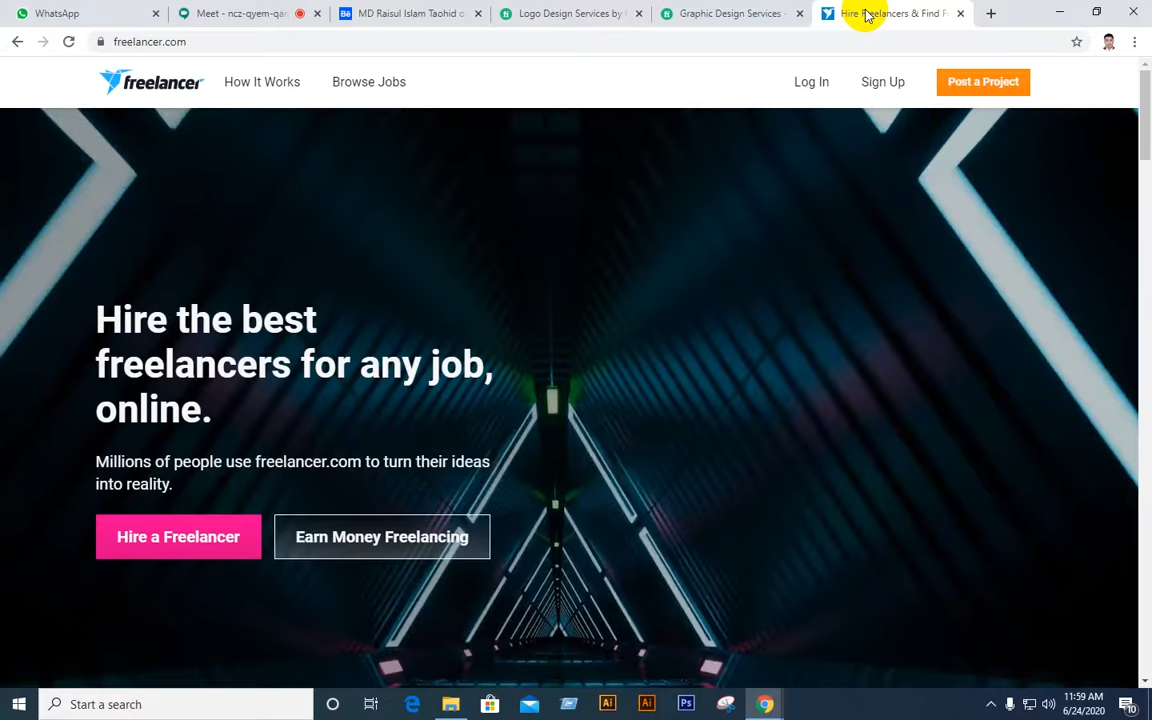 WhatsApp
Meet - ncz-qyem-qan
MD Raisul Islam Taohid o
Logo Design Services by
Graphic Design Services -
Hire Freelancers & Find F
freelancer.com
freelancer
How It Works
Browse Jobs
Log In
Sign Up
Post a Project
Hire the best
freelancers for any job,
online.
Millions of people use freelancer.com to turn their ideas
into reality.
Hire a Freelancer
Earn Money Freelancing
Start a search
11:59 AM
6/24/2020
10